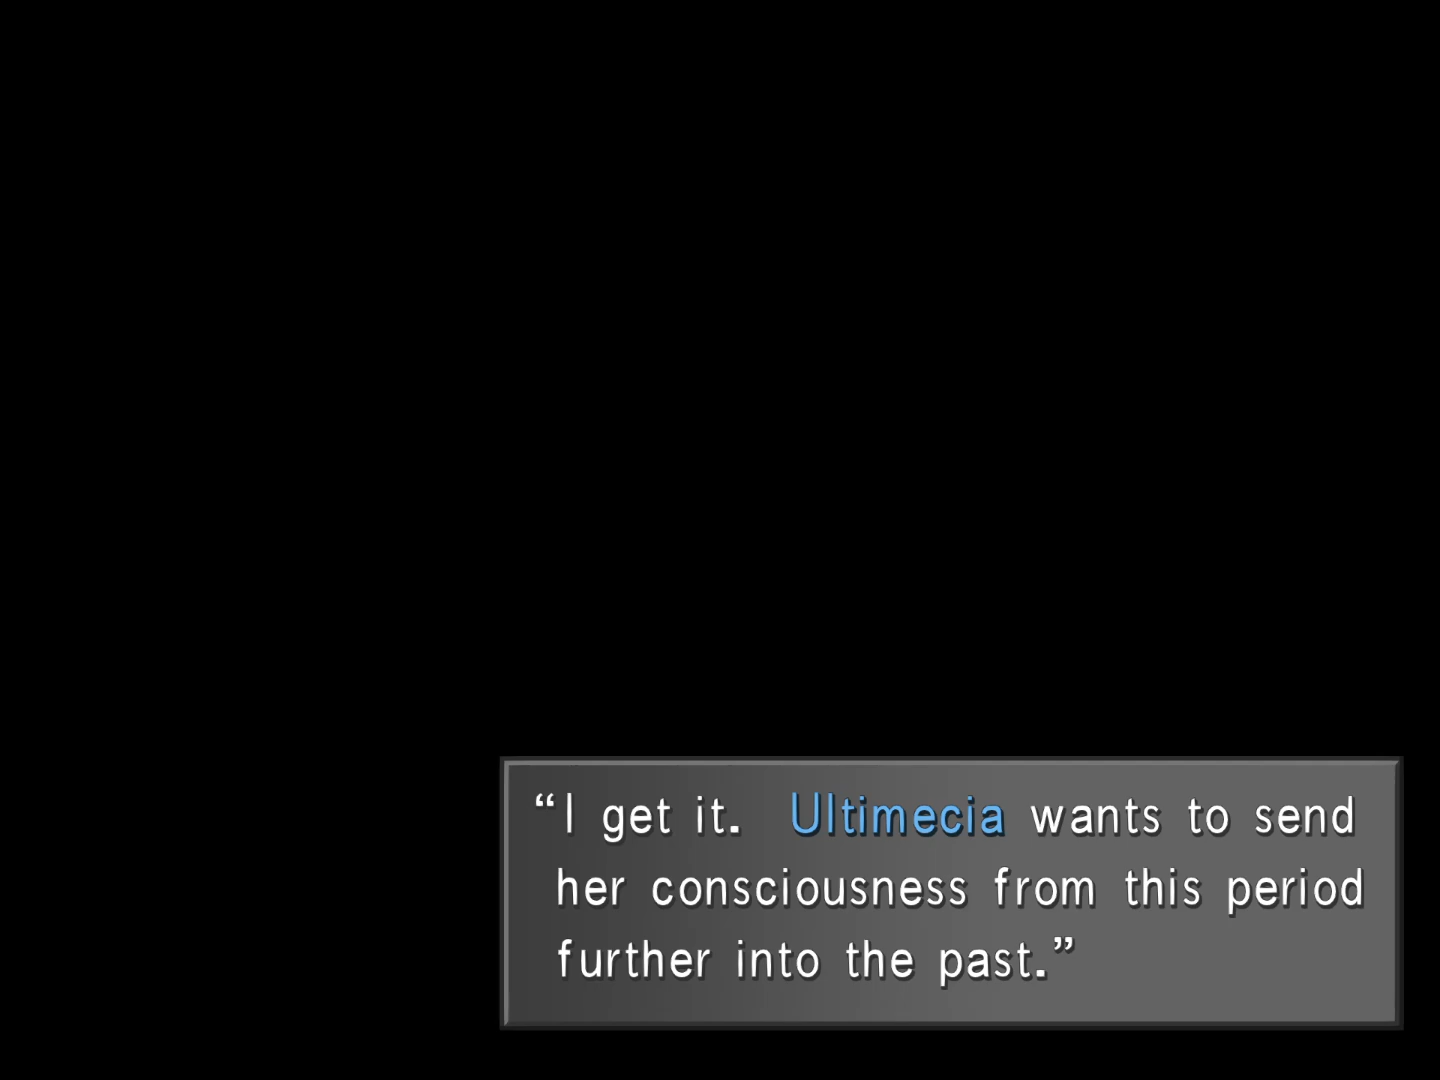 “I get it.  Ultimecia wants to send
her consciousness from this period
further into the past.”